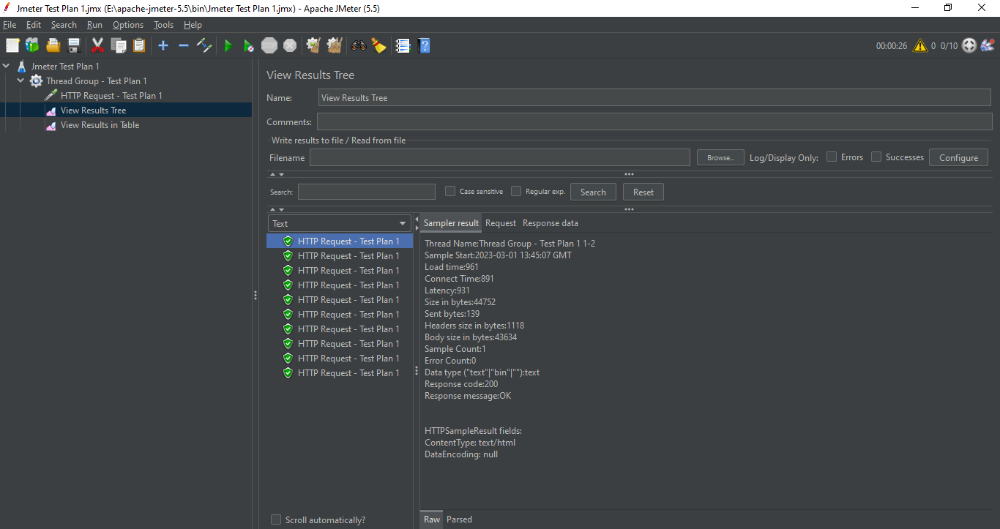 Jmeter Test Plan 1.jmx (E:\apache-jmeter-5.5\bin\Jmeter Test Plan 1.jmx) - Apache JMeter (5.5)
File Edit Search Run Options Tools Help
STOP 00:00:26 0 0/10
Jmeter Test Plan 1
Thread Group - Test Plan 1
HTTP Request - Test Plan 1
View Results Tree
View Results in Table
View Results Tree
Name: View Results Tree
Comments:
Write results to file / Read from file
Filename Browse... Log/Display Only: Errors Successes Configure
Search: Case sensitive Regular exp. Search Reset
Text
HTTP Request - Test Plan 1
HTTP Request - Test Plan 1
HTTP Request - Test Plan 1
HTTP Request - Test Plan 1
HTTP Request - Test Plan 1
HTTP Request - Test Plan 1
HTTP Request - Test Plan 1
HTTP Request - Test Plan 1
HTTP Request - Test Plan 1
HTTP Request - Test Plan 1
Scroll automatically?
Sampler result Request Response data
Thread Name:Thread Group - Test Plan 1 1-2
Sample Start:2023-03-01 13:45:07 GMT
Load time:961
Connect Time:891
Latency:931
Size in bytes:44752
Sent bytes:139
Headers size in bytes:1118
Body size in bytes:43634
Sample Count:1
Error Count:0
Data type ("text"|"bin"|""):text
Response code:200
Response message:OK
HTTPSampleResult fields:
ContentType: text/html
DataEncoding: null
Raw Parsed